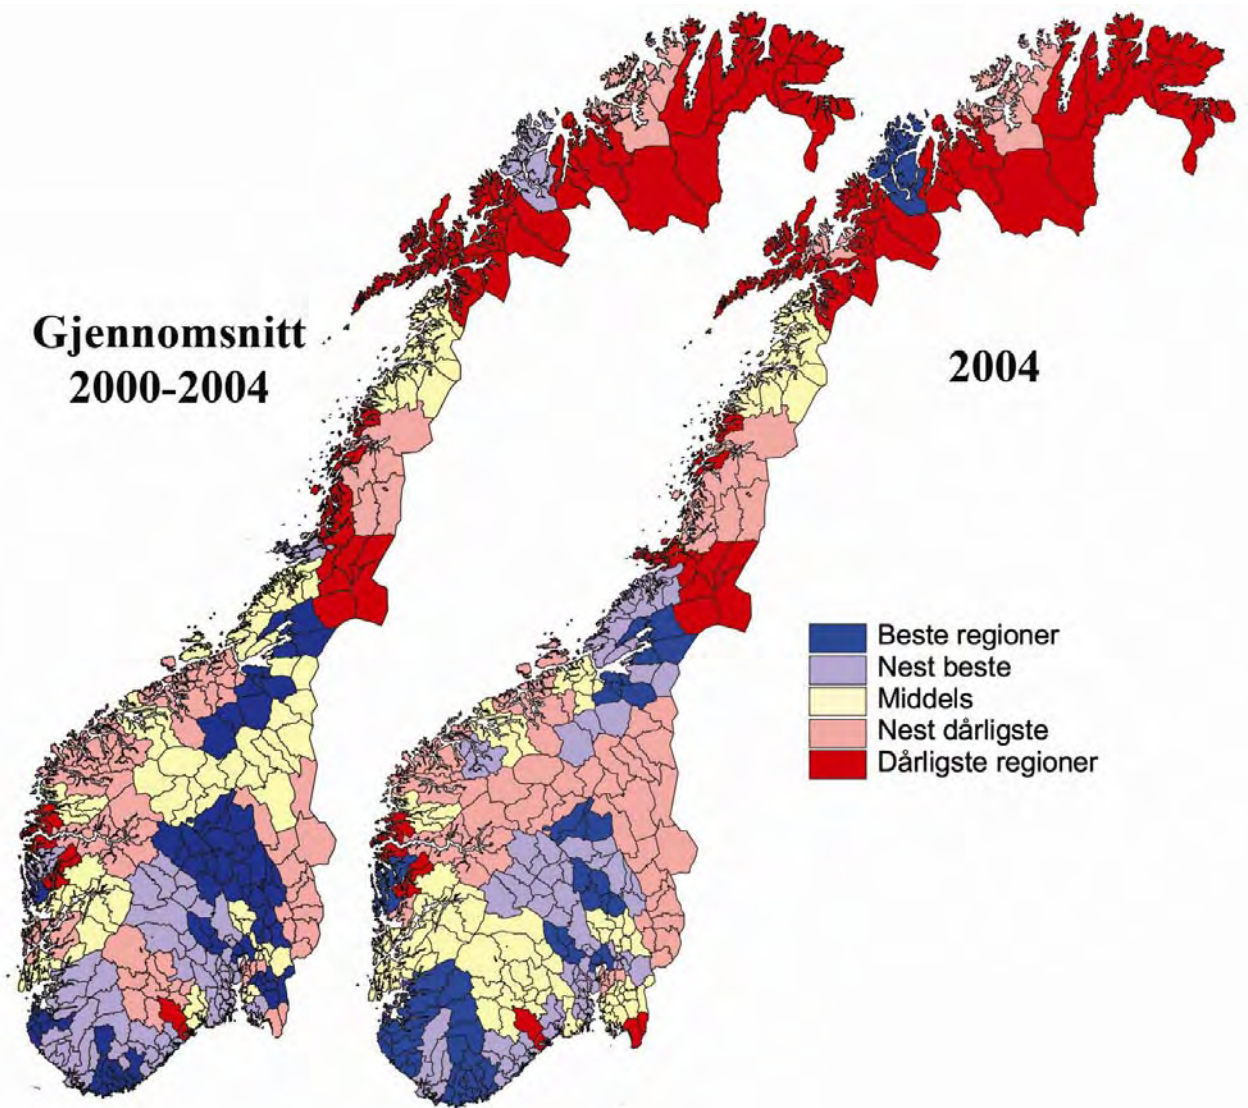 Gjennomsnitt
2000-2004
2004
Beste regioner
Nest beste
Middels
Nest dårligste
Dårligste regioner